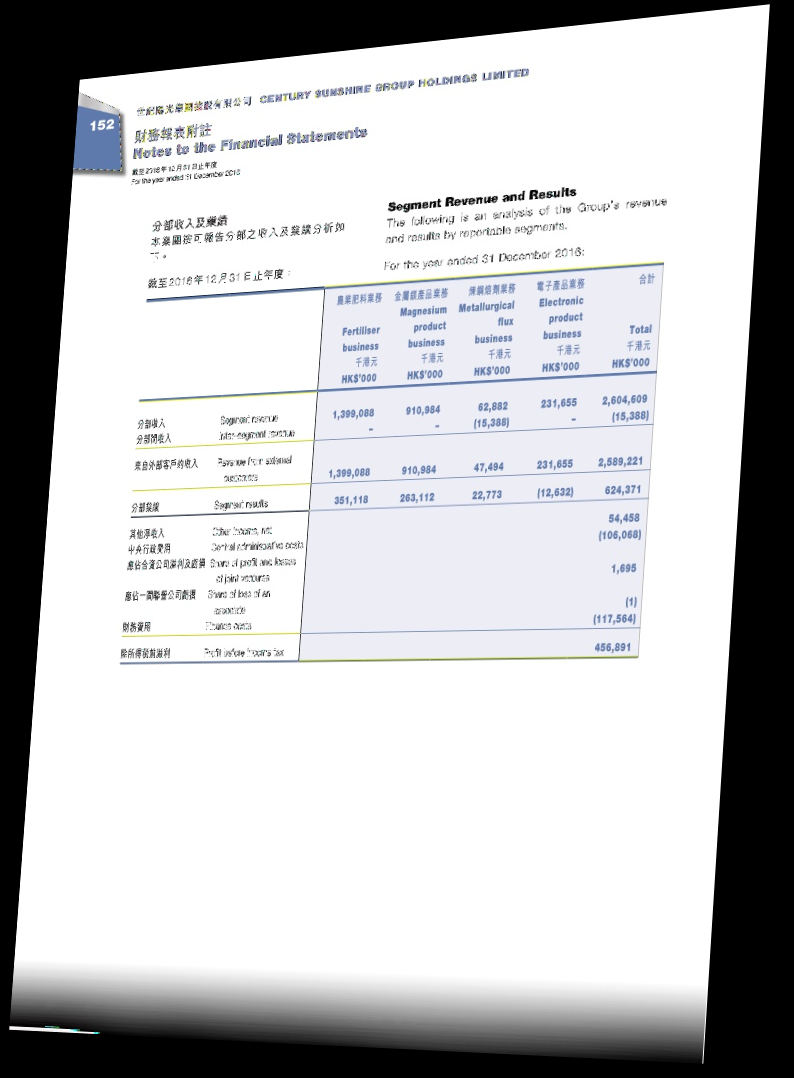 152
世紀陽光集團控股有限公司 CENTURY SUNSHINE GROUP HOLDINGS LIMITED
財務報表附註
Notes to the Financial Statements
截至2016年12月31日止年度
For the year ended 31 December 2016
分部收入及業績
本集團按可報告分部之收入及業績分析如
下。
截至2016年12月31日止年度：
Segment Revenue and Results
The following is an analysis of the Group's revenue
and results by reportable segments.
For the year ended 31 December 2016:
農業肥料業務 金屬鎂產品業務 煉鋼熔劑業務 電子產品業務 合計
Magnesium Metallurgical Electronic
Fertiliser product flux product
business business business business Total
千港元 千港元 千港元 千港元 千港元
HK$'000 HK$'000 HK$'000 HK$'000 HK$'000
分部收入 Segment revenue 1,399,088 910,984 62,882 231,655 2,604,609
分部間收入 Inter-segment revenue – – (15,388) – (15,388)
來自外部客戶的收入 Revenue from external
customers 1,399,088 910,984 47,494 231,655 2,589,221
分部業績 Segment results 351,118 263,112 22,773 (12,632) 624,371
其他淨收入 Other income, net 54,458
中央行政費用 Central administrative costs (106,068)
應佔合資公司溢利及虧損 Share of profit and losses
of joint ventures 1,695
應佔一間聯營公司虧損 Share of loss of an
associate (1)
財務費用 Finance costs (117,564)
除所得稅前溢利 Profit before income tax 456,891